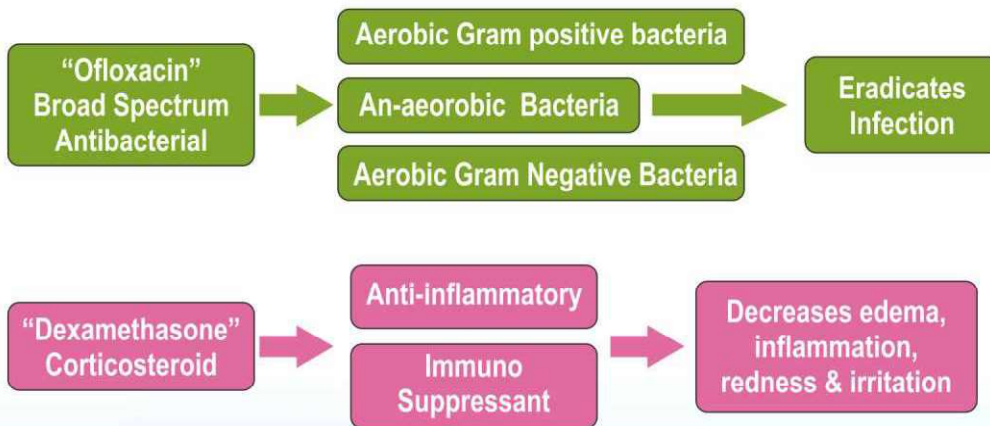 “Ofloxacin”
Broad Spectrum
Antibacterial
Aerobic Gram positive bacteria
An-aeorobic Bacteria
Aerobic Gram Negative Bacteria
Eradicates
Infection
“Dexamethasone”
Corticosteroid
Anti-inflammatory
Immuno
Suppressant
Decreases edema,
inflammation,
redness & irritation